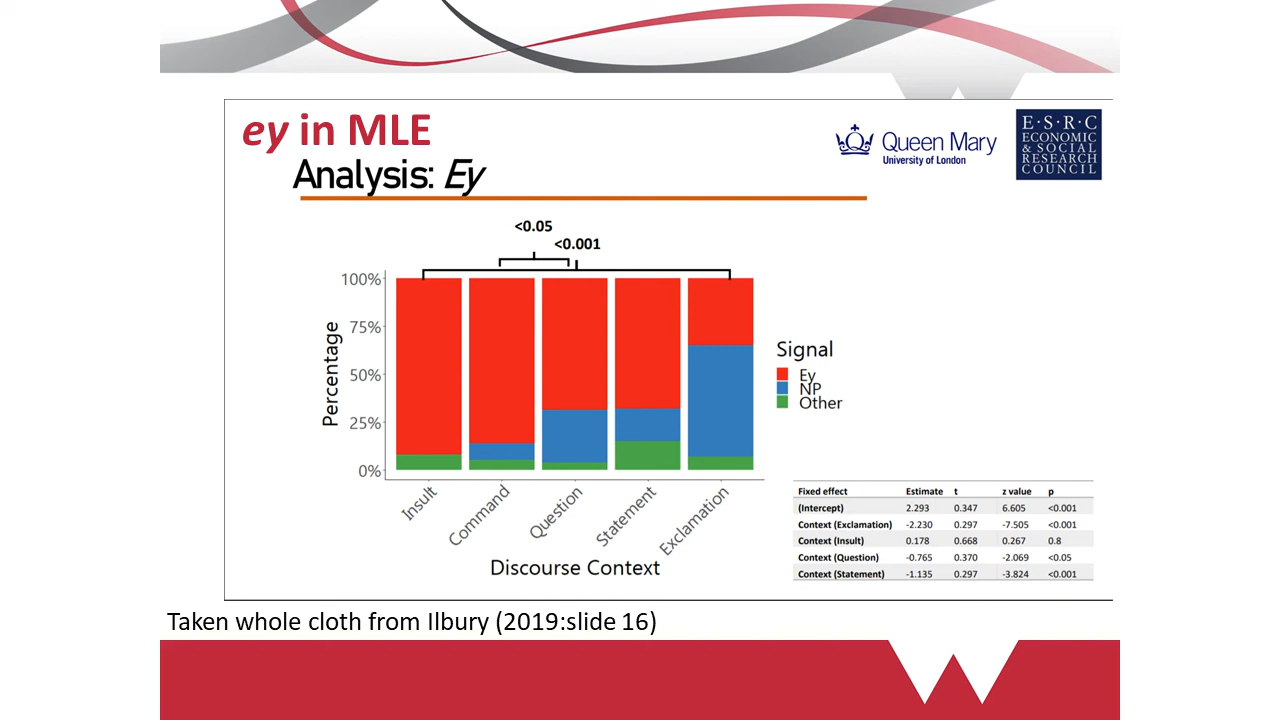 ey in MLE
Analysis: Ey
Queen Mary
University of London
E·S·R·C
ECONOMIC
& SOCIAL
RESEARCH
COUNCIL
<0.05
<0.001
100%
75%
50%
25%
0%
Percentage
Insult
Command
Question
Statement
Exclamation
Discourse Context
Signal
Ey
NP
Other
Fixed effect Estimate t z value p
(Intercept) 2.293 0.347 6.605 <0.001
Context (Exclamation) -2.230 0.297 -7.505 <0.001
Context (Insult) 0.178 0.668 0.267 0.8
Context (Question) -0.765 0.370 -2.069 <0.05
Context (Statement) -1.135 0.297 -3.824 <0.001
Taken whole cloth from Ilbury (2019:slide 16)